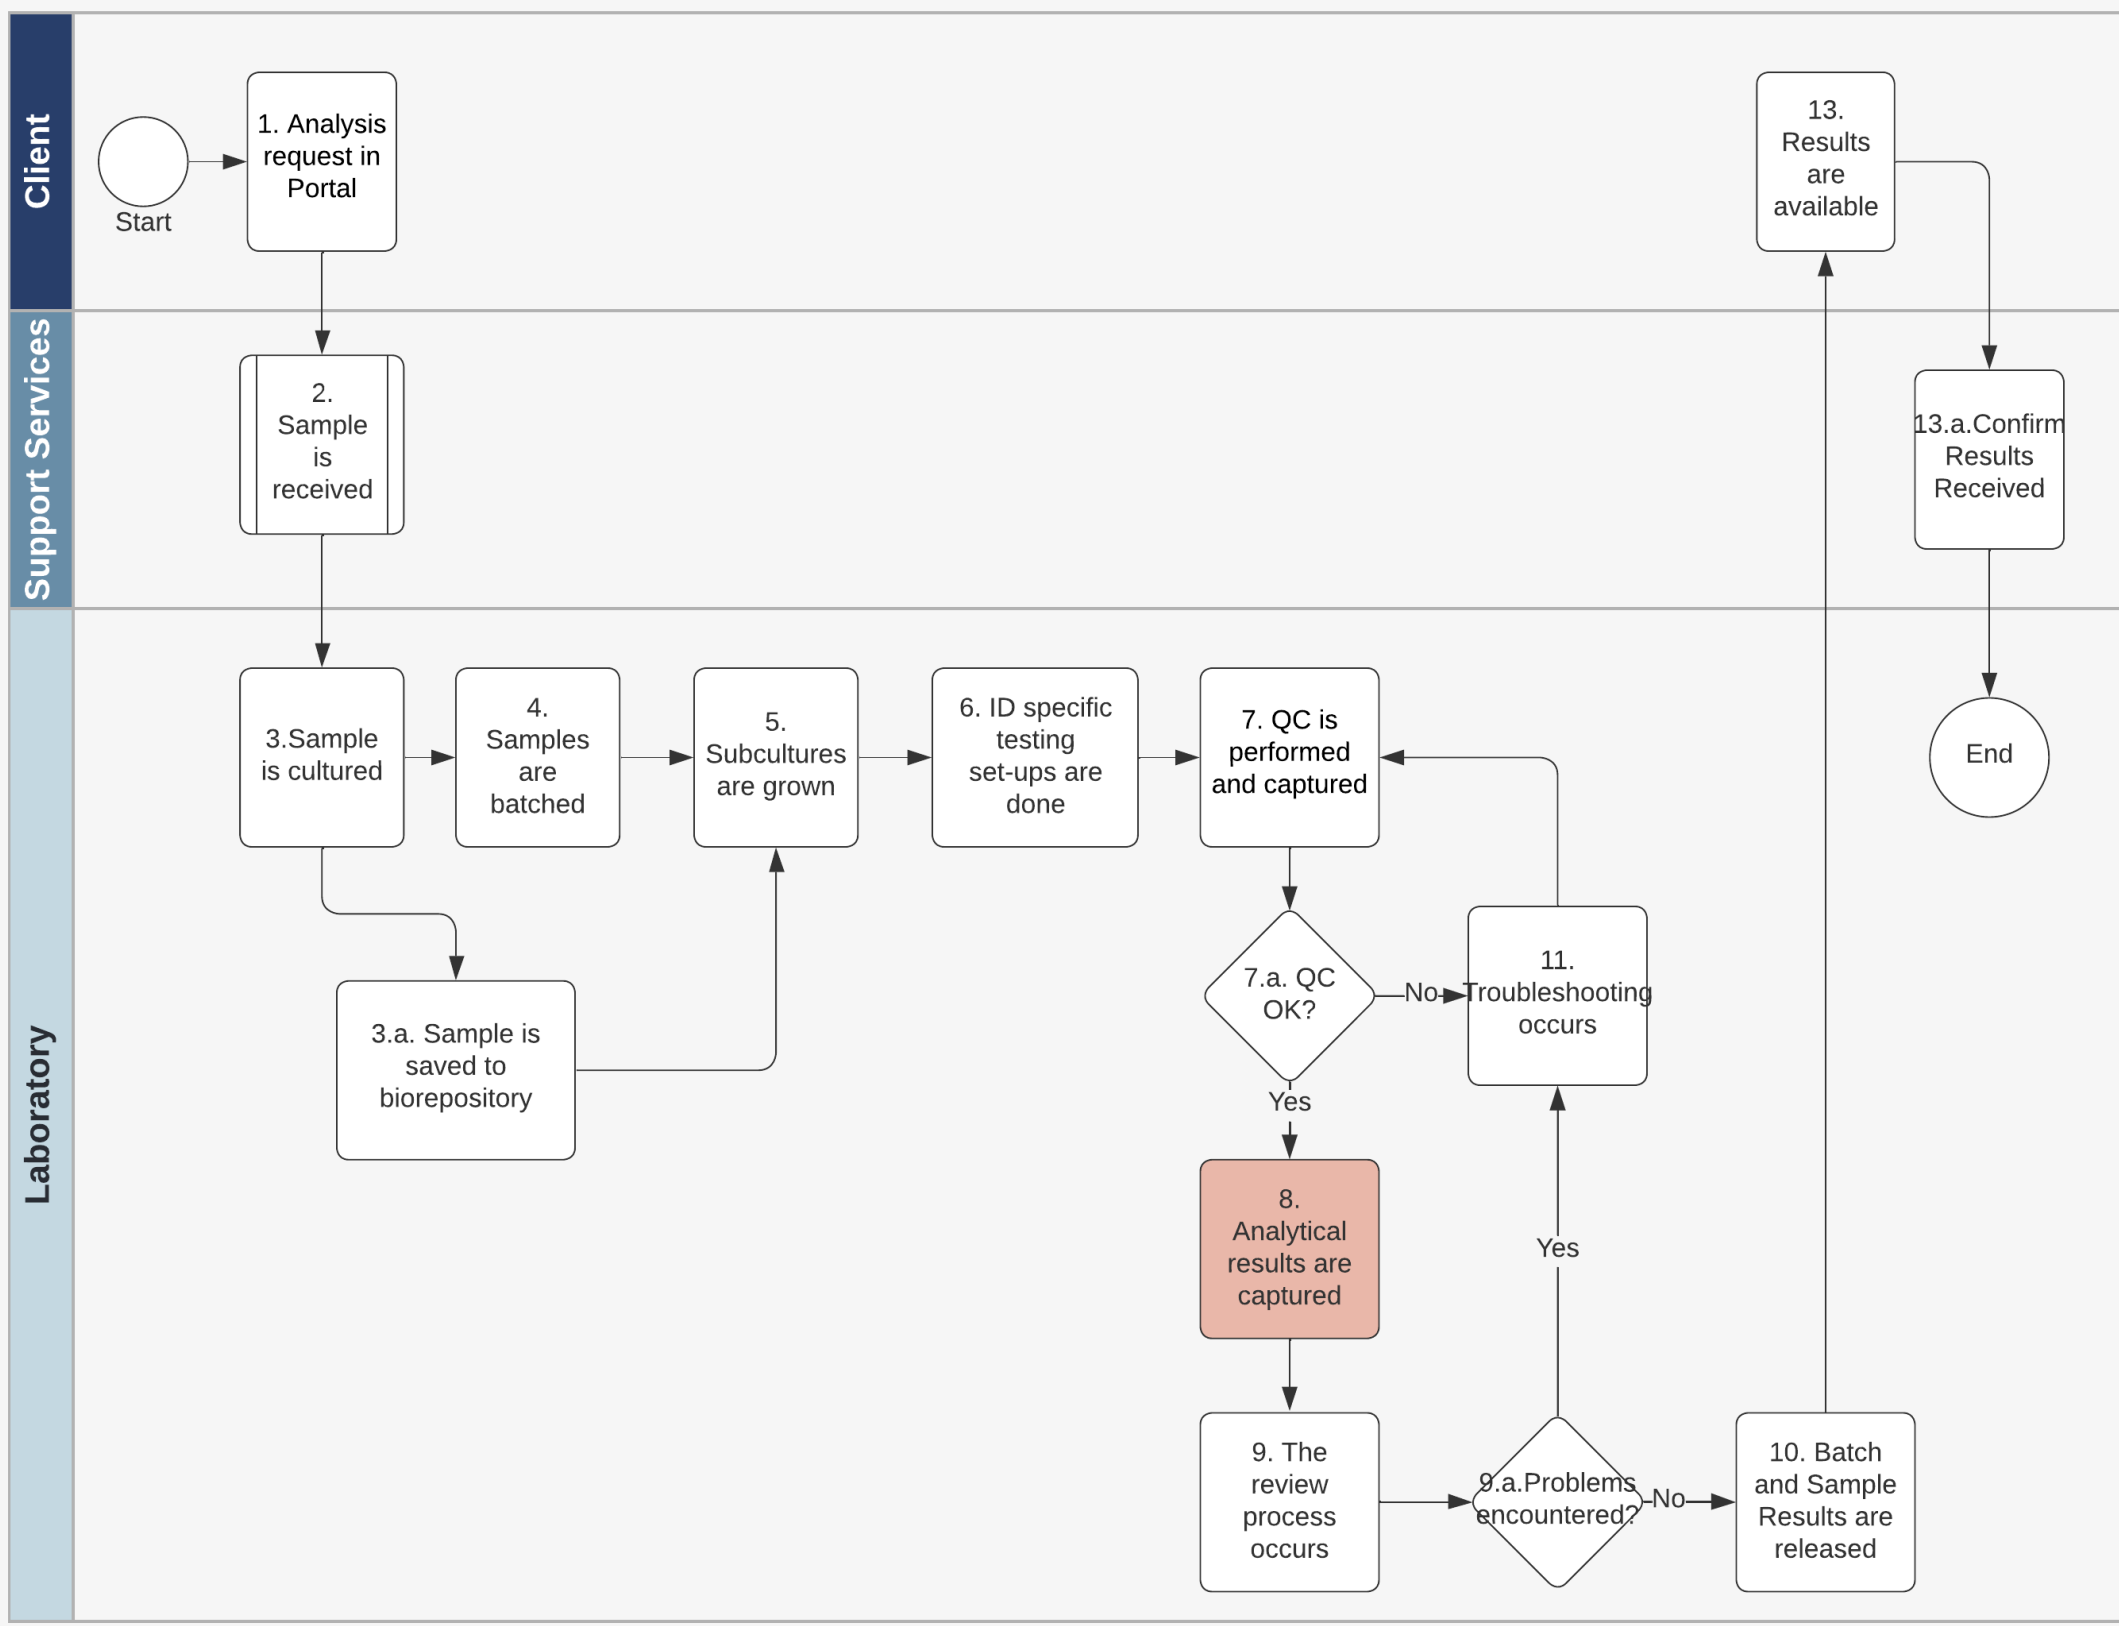 Client
Start
1. Analysis
request in
Portal
13.
Results
are
available
Support Services
2.
Sample
is
received
13.a.Confirm
Results
Received
Laboratory
3.Sample
is cultured
4.
Samples
are
batched
5.
Subcultures
are grown
6. ID specific
testing
set-ups are
done
7. QC is
performed
and captured
End
3.a. Sample is
saved to
biorepository
7.a. QC
OK?
No
11.
Troubleshooting
occurs
Yes
8.
Analytical
results are
captured
Yes
9. The
review
process
occurs
9.a.Problems
encountered?
No
10. Batch
and Sample
Results are
released